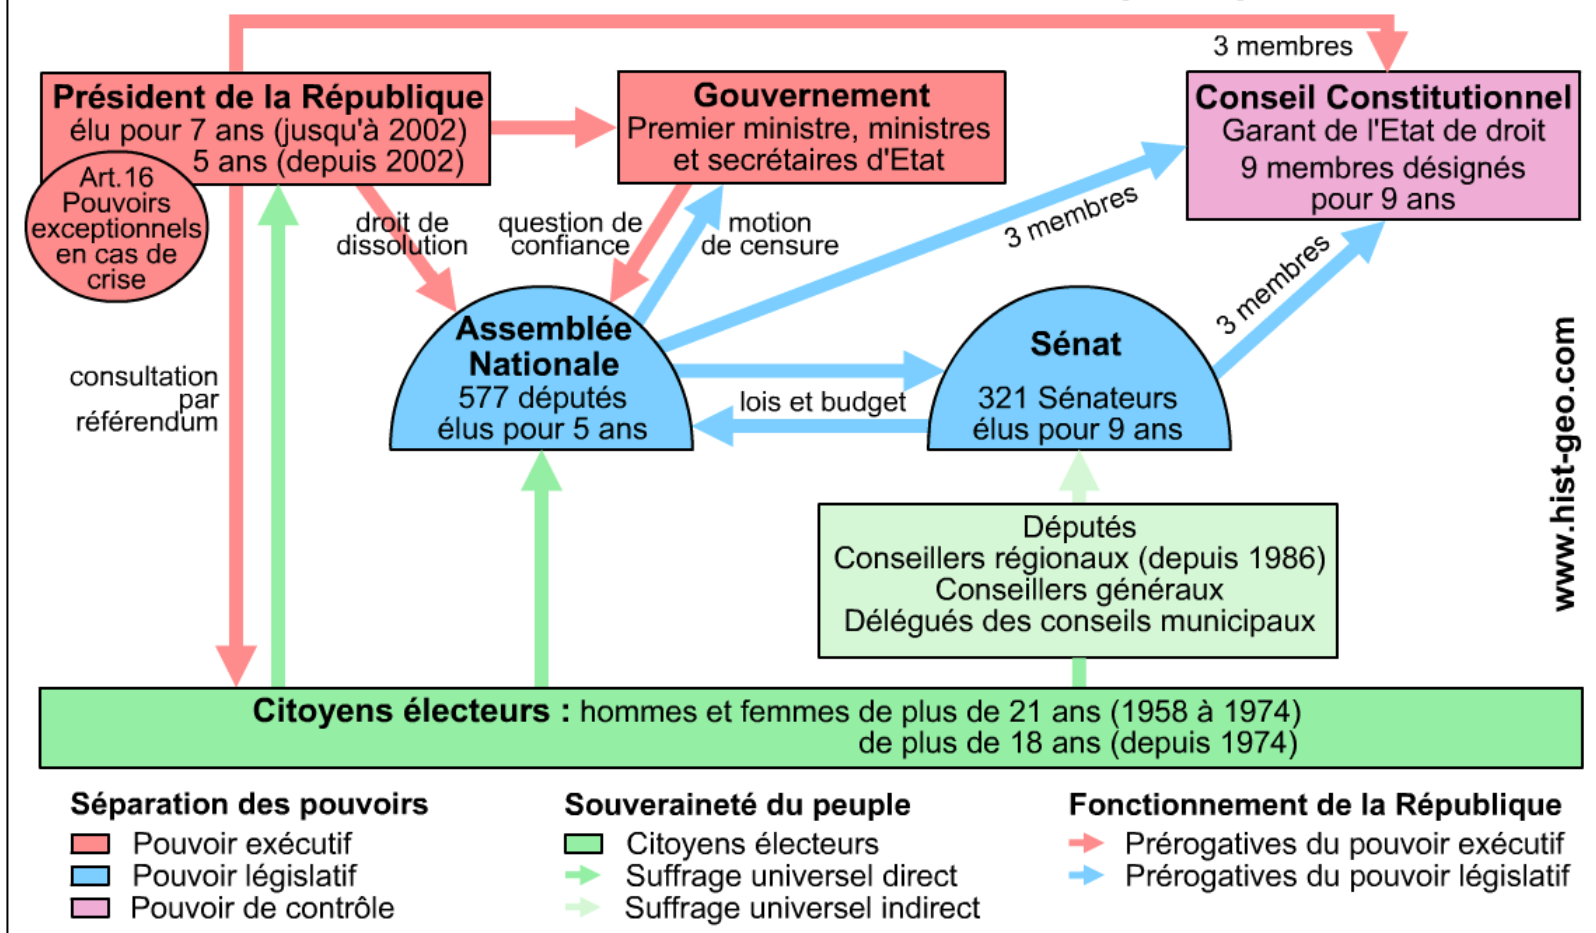 3 membres
Président de la République
élu pour 7 ans (jusqu'à 2002)
5 ans (depuis 2002)
Art.16
Pouvoirs
exceptionnels
en cas de
crise
Gouvernement
Premier ministre, ministres
et secrétaires d'Etat
Conseil Constitutionnel
Garant de l'Etat de droit
9 membres désignés
pour 9 ans
droit de
dissolution
question de
confiance
motion
de censure
3 membres
3 membres
Assemblée
Nationale
577 députés
élus pour 5 ans
Sénat
321 Sénateurs
élus pour 9 ans
lois et budget
consultation
par
référendum
Députés
Conseillers régionaux (depuis 1986)
Conseillers généraux
Délégués des conseils municipaux
www.hist-geo.com
Citoyens électeurs : hommes et femmes de plus de 21 ans (1958 à 1974)
de plus de 18 ans (depuis 1974)
Séparation des pouvoirs
Pouvoir exécutif
Pouvoir législatif
Pouvoir de contrôle
Souveraineté du peuple
Citoyens électeurs
Suffrage universel direct
Suffrage universel indirect
Fonctionnement de la République
Prérogatives du pouvoir exécutif
Prérogatives du pouvoir législatif